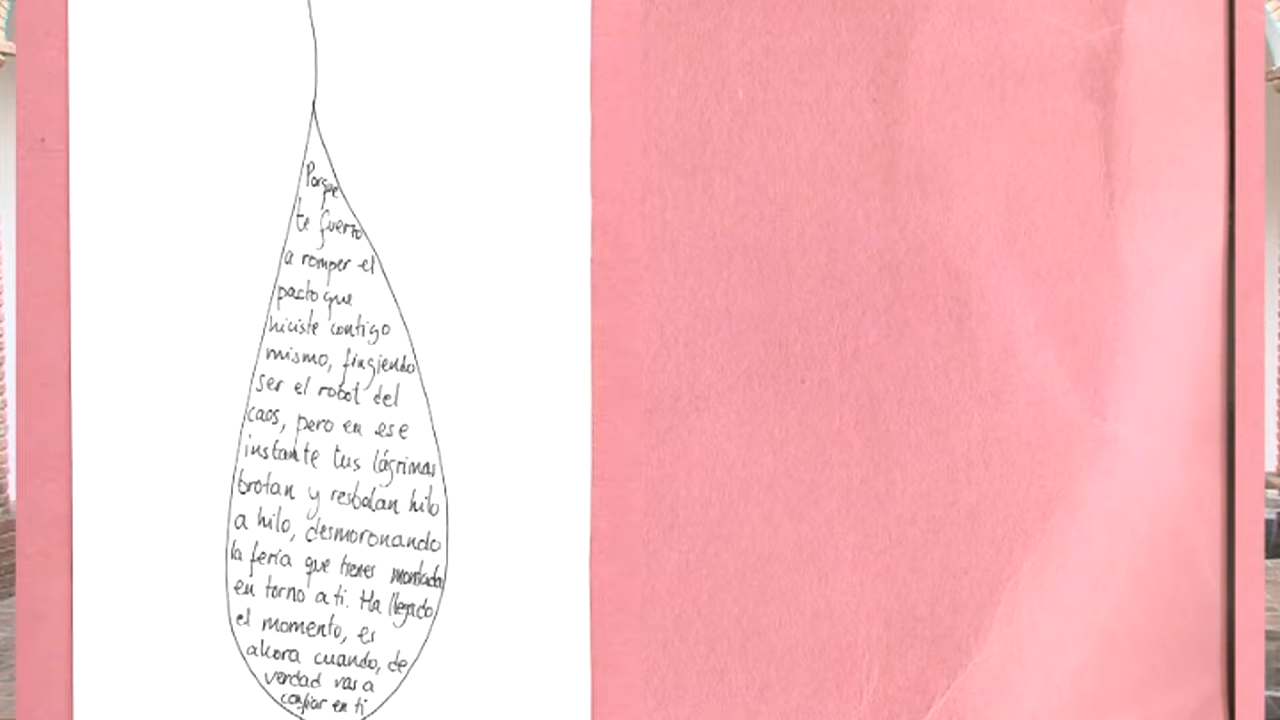 Porque
te fuerzo
a romper el
pacto que
hiciste contigo
mismo, fingiendo
ser el robot del
caos, pero en ese
instante tus lágrimas
brotan y resbalan hilo
a hilo, desmoronando
la feria que tienes montada
en torno a ti. Ha llegado
el momento, es
ahora cuando, de
verdad vas a
confiar en ti